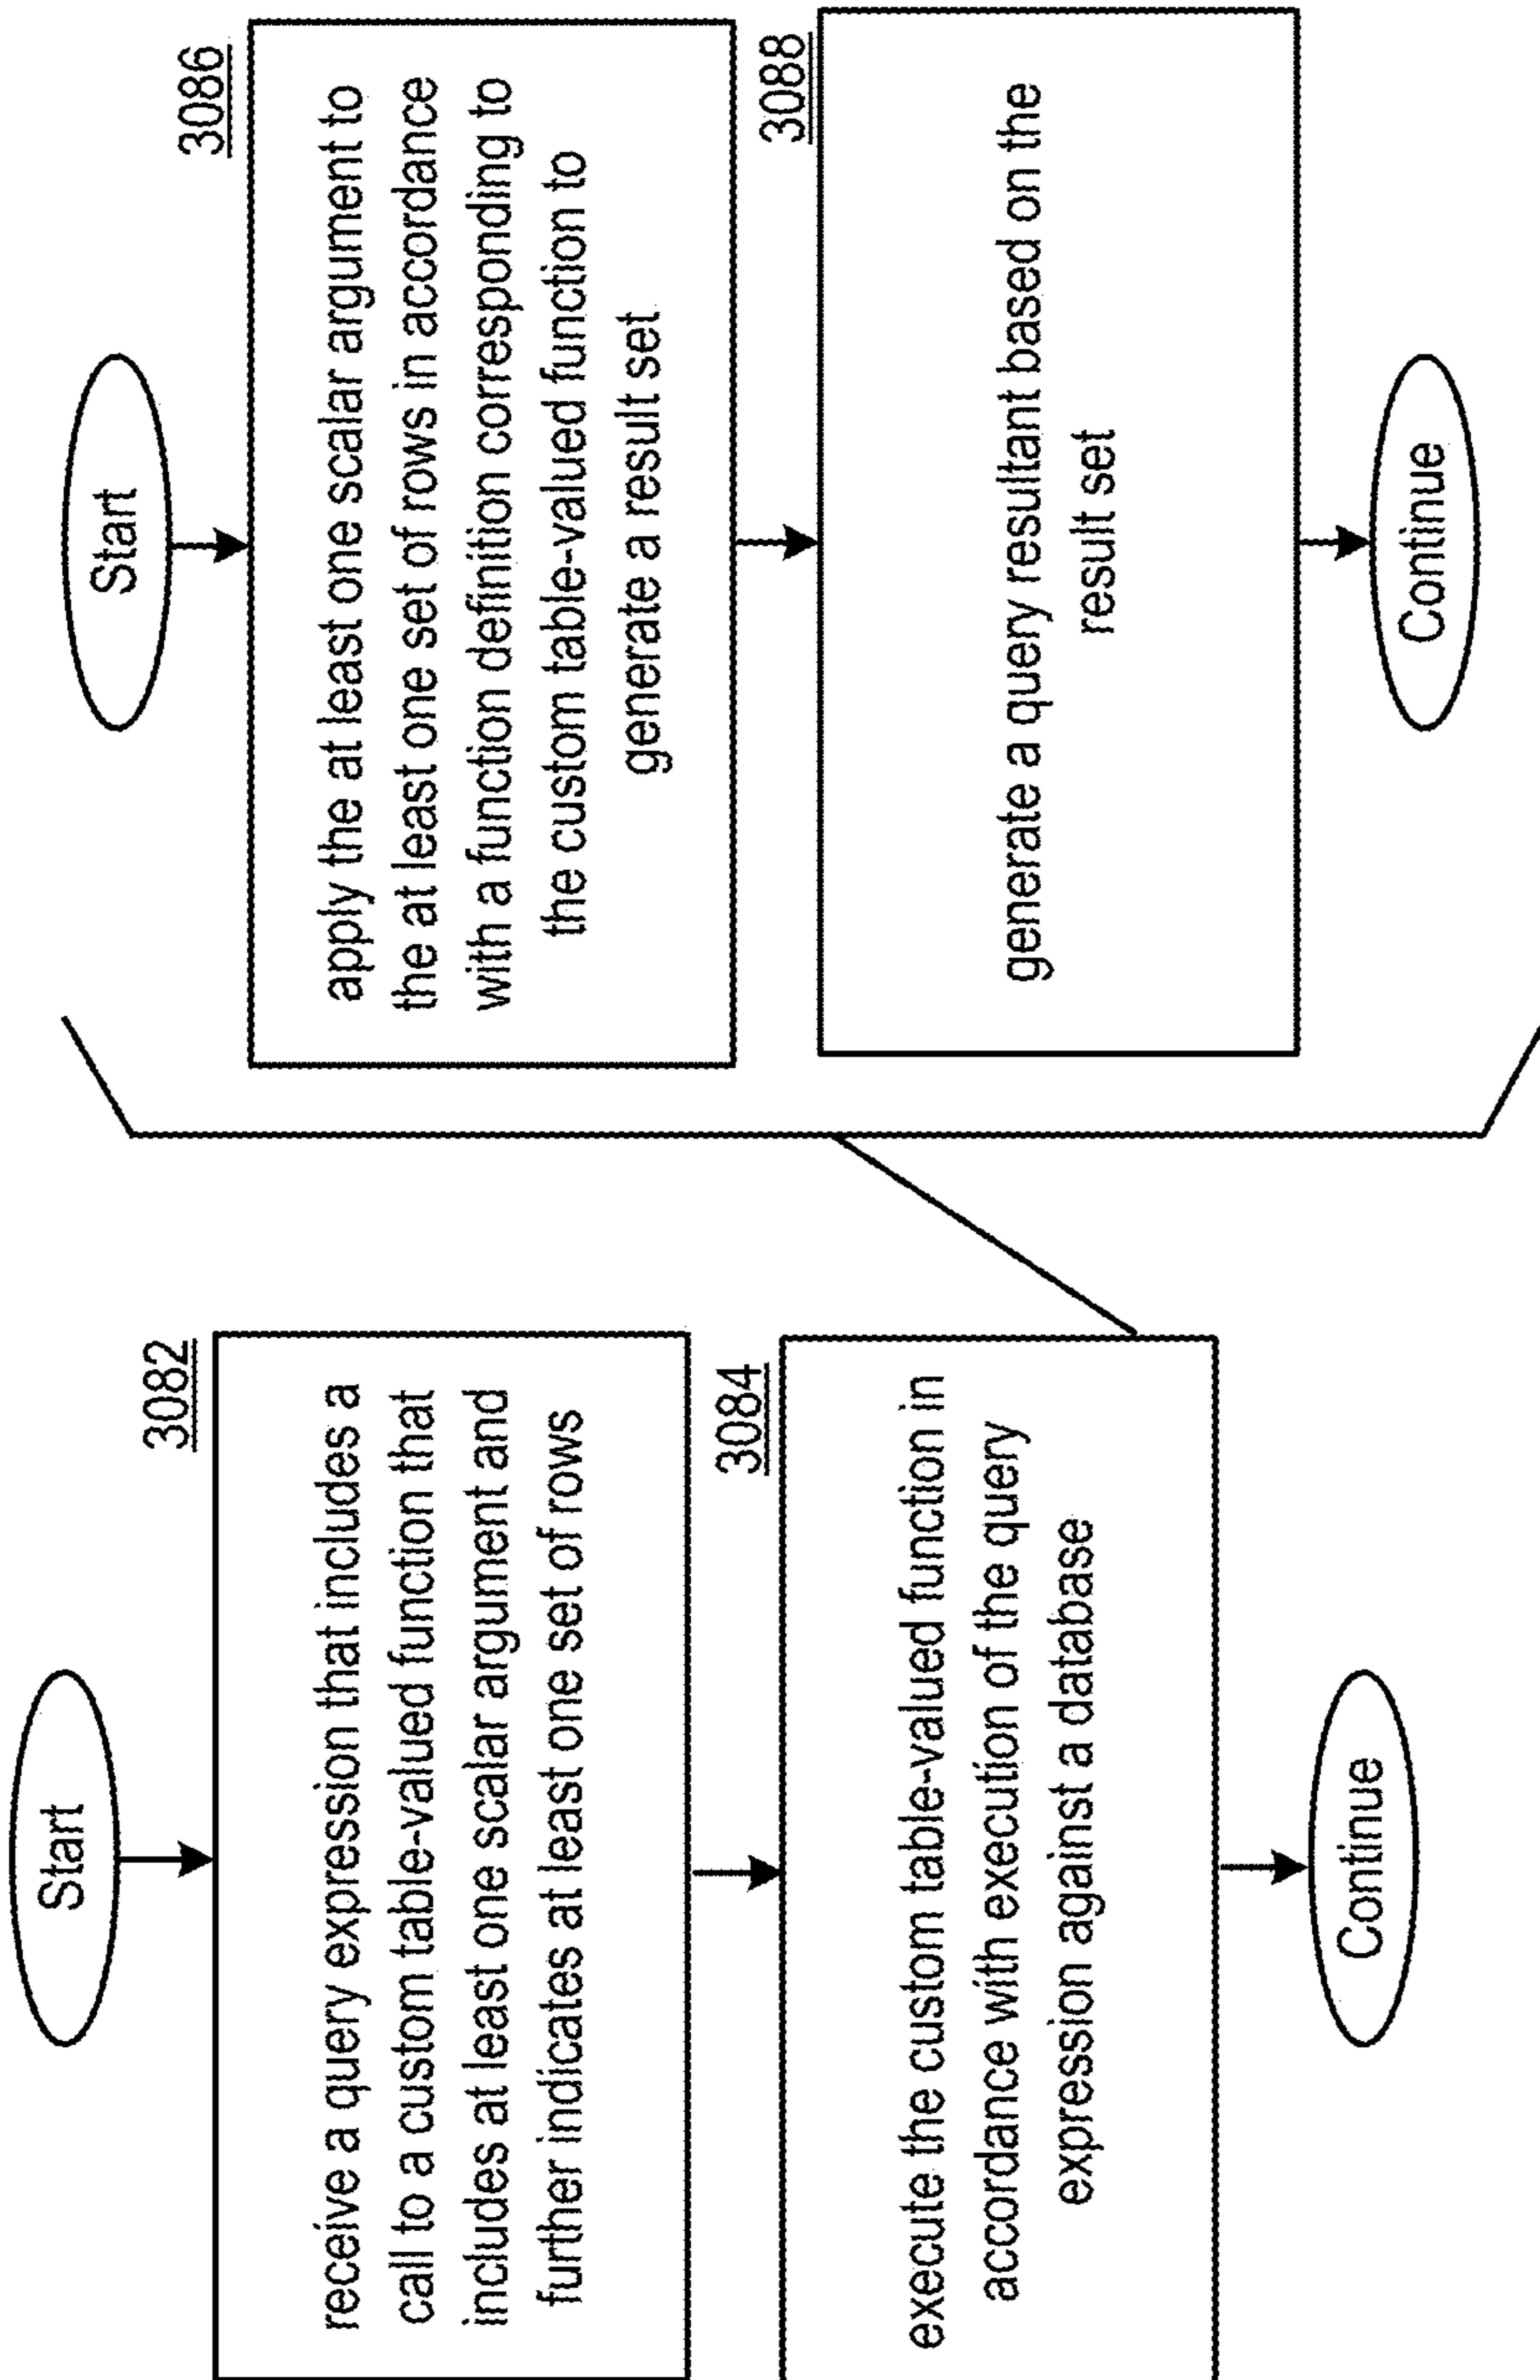 Start
3082
receive a query expression that includes a
call to a custom table-valued function that
includes at least one scalar argument and
further indicates at least one set of rows
3084
execute the custom table-valued function in
accordance with execution of the query
expression against a database
Continue
Start
3086
apply the at least one scalar argument to
the at least one set of rows in accordance
with a function definition corresponding to
the custom table-valued function to
generate a result set
3088
generate a query resultant based on the
result set
Continue